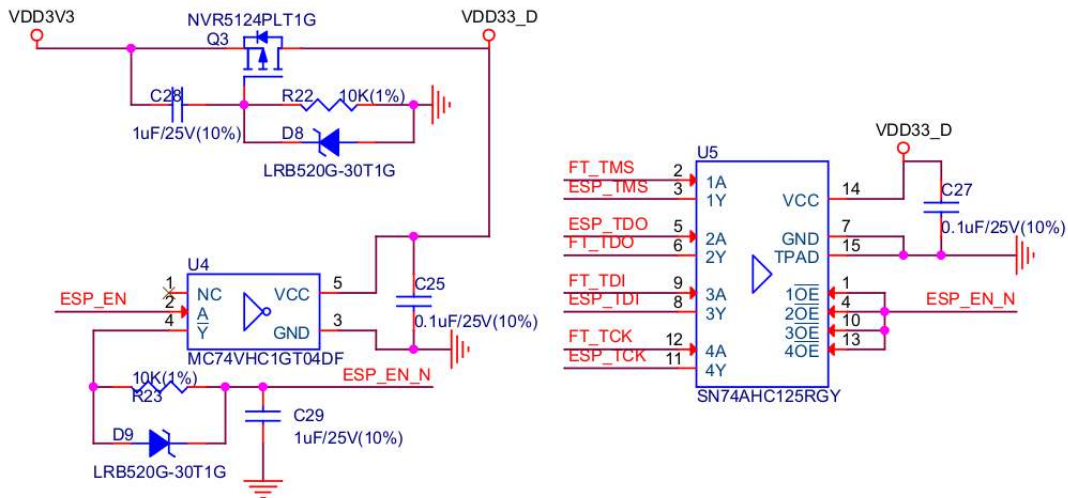 VDD3V3
NVR5124PLT1G
VDD33_D
Q3
C28
R22
10K(1%)
1uF/25V(10%)
D8
LRB520G-30T1G
U4
1
NC
VCC
5
ESP_EN
2
A
4
Y
GND
3
MC74VHC1GT04DF
C25
0.1uF/25V(10%)
10K(1%)
R23
ESP_EN_N
D9
LRB520G-30T1G
C29
1uF/25V(10%)
VDD33_D
U5
FT_TMS
2
1A
ESP_TMS
3
1Y
ESP_TDO
5
2A
FT_TDO
6
2Y
FT_TDI
9
3A
ESP_TDI
8
3Y
FT_TCK
12
4A
ESP_TCK
11
4Y
VCC
14
GND
7
TPAD
15
1OE
1
2OE
4
3OE
10
4OE
13
SN74AHC125RGY
C27
0.1uF/25V(10%)
ESP_EN_N